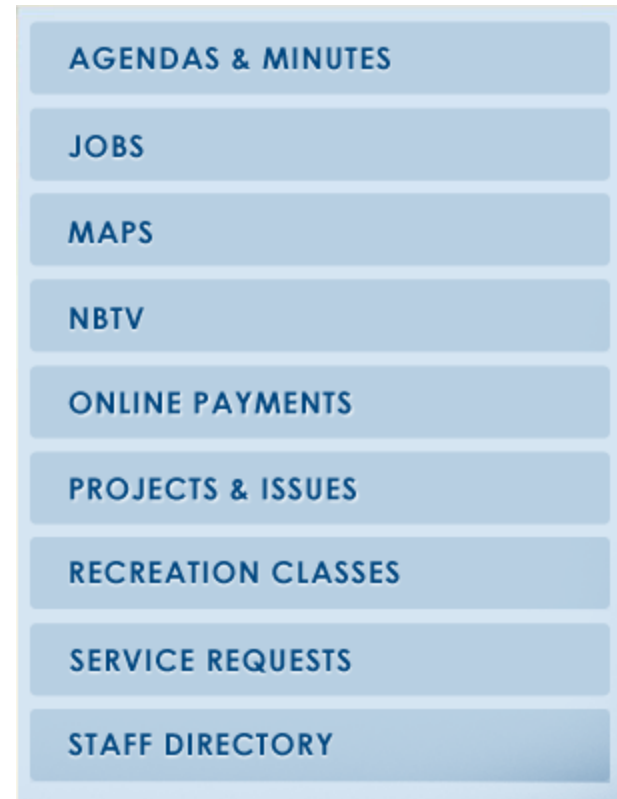 AGENDAS & MINUTES
JOBS
MAPS
NBTV
ONLINE PAYMENTS
PROJECTS & ISSUES
RECREATION CLASSES
SERVICE REQUESTS
STAFF DIRECTORY